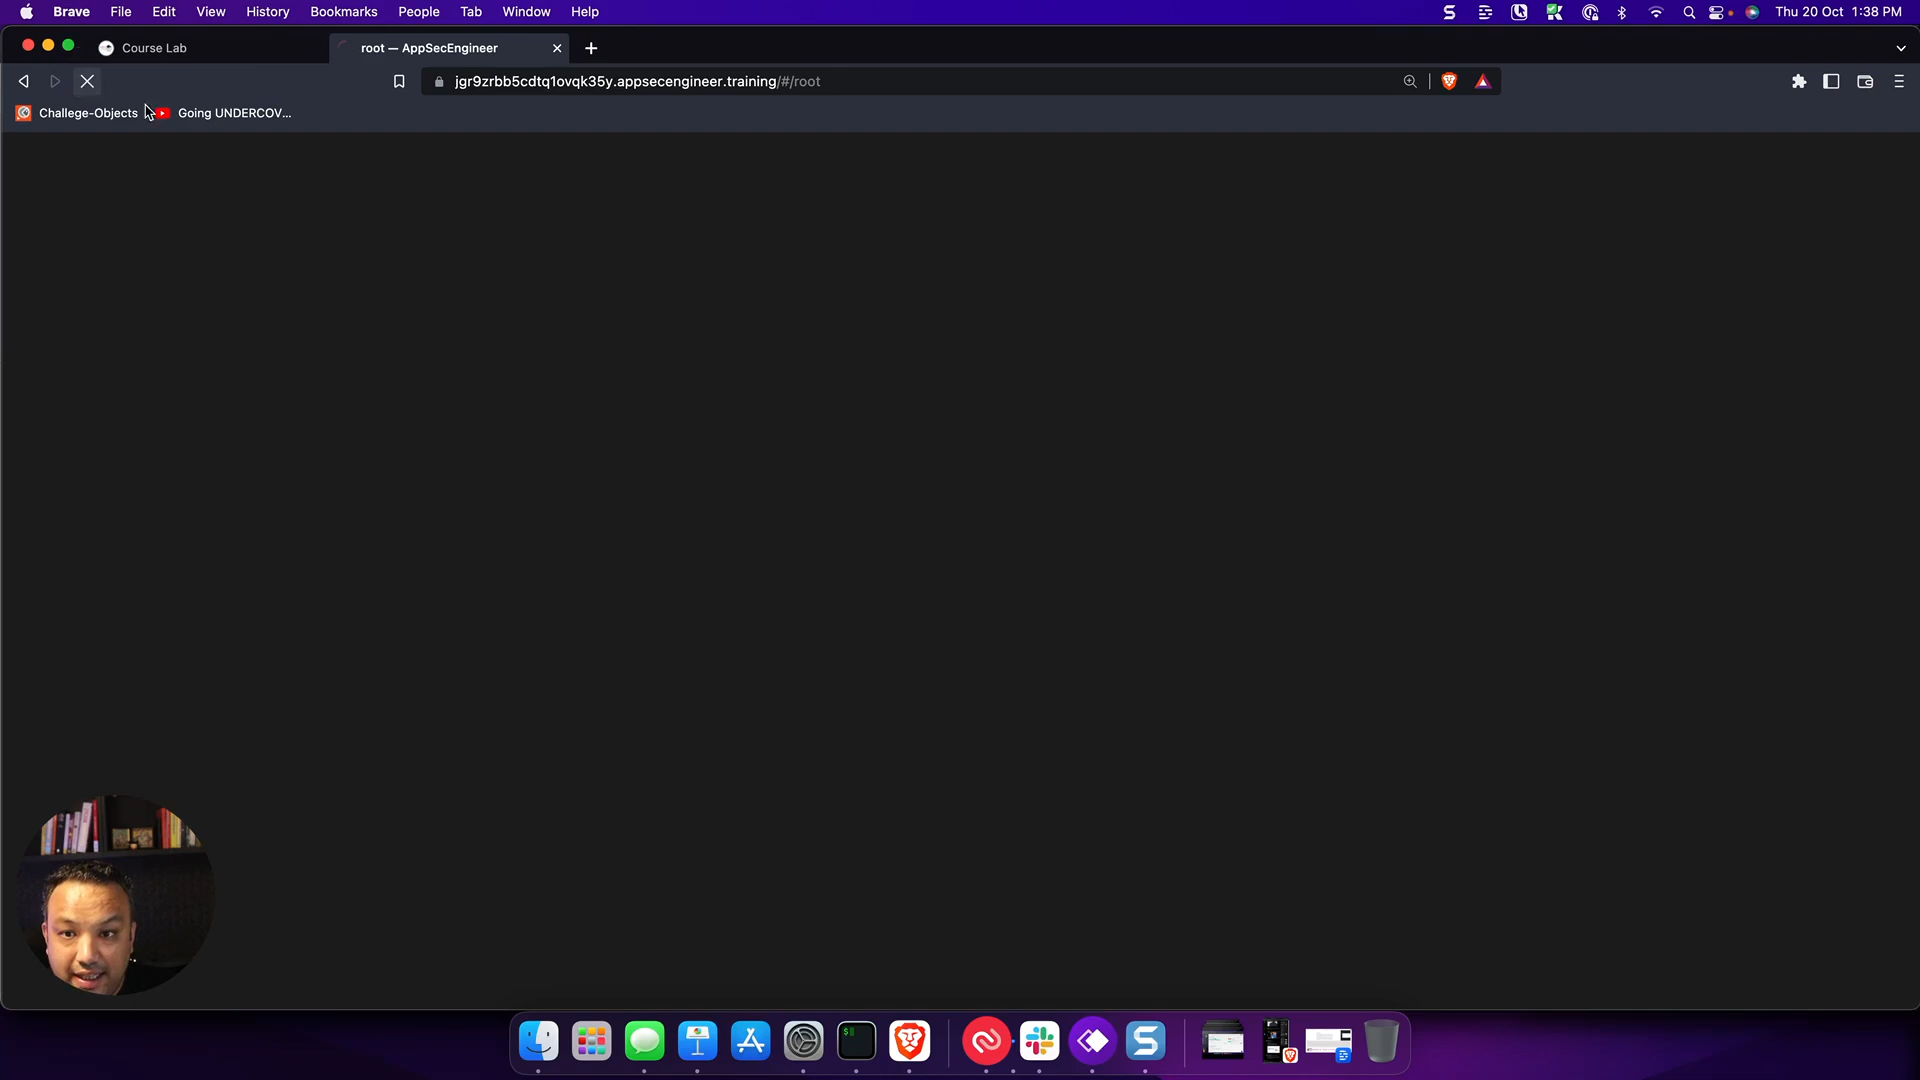 Brave File Edit View History Bookmarks People Tab Window Help Thu 20 Oct 1:38 PM
Course Lab root — AppSecEngineer
jgr9zrbb5cdtq1ovqk35y.appsecengineer.training/#/root
Challege-Objects Going UNDERCOV...